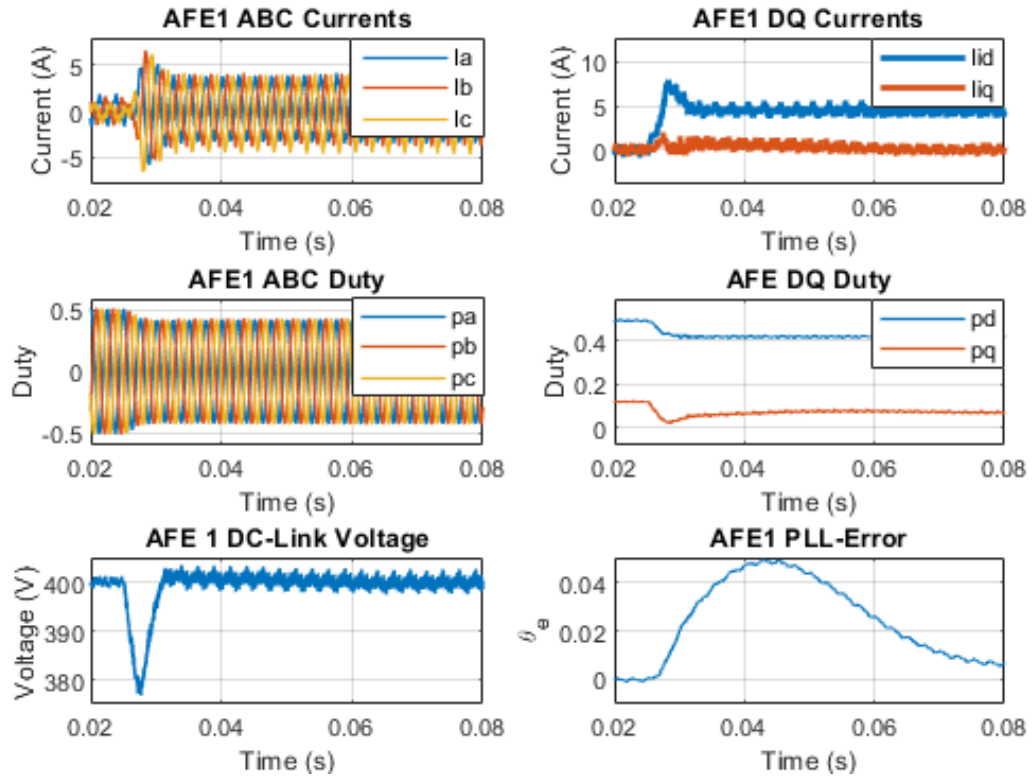 AFE1 ABC Currents
Current (A)
5
0
-5
Ia
Ib
Ic
0.02 0.04 0.06 0.08
Time (s)
AFE1 DQ Currents
Current (A)
10
5
0
Iid
Iiq
0.02 0.04 0.06 0.08
Time (s)
AFE1 ABC Duty
Duty
0.5
0
-0.5
pa
pb
pc
0.02 0.04 0.06 0.08
Time (s)
AFE DQ Duty
Duty
0.4
0.2
0
pd
pq
0.02 0.04 0.06 0.08
Time (s)
AFE 1 DC-Link Voltage
Voltage (V)
400
390
380
0.02 0.04 0.06 0.08
Time (s)
AFE1 PLL-Error
θe
0.04
0.02
0
0.02 0.04 0.06 0.08
Time (s)